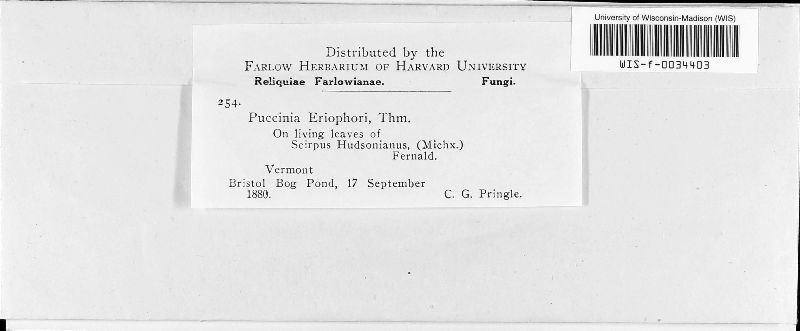 University of Wisconsin-Madison (WIS)
WIS-f-0034403
Distributed by the
Farlow Herbarium of Harvard University
Reliquiae Farlowianae. Fungi.
254.
Puccinia Eriophori, Thm.
On living leaves of
Scirpus Hudsonianus, (Michx.)
Fernald.
Vermont
Bristol Bog Pond, 17 September
1880. C. G. Pringle.